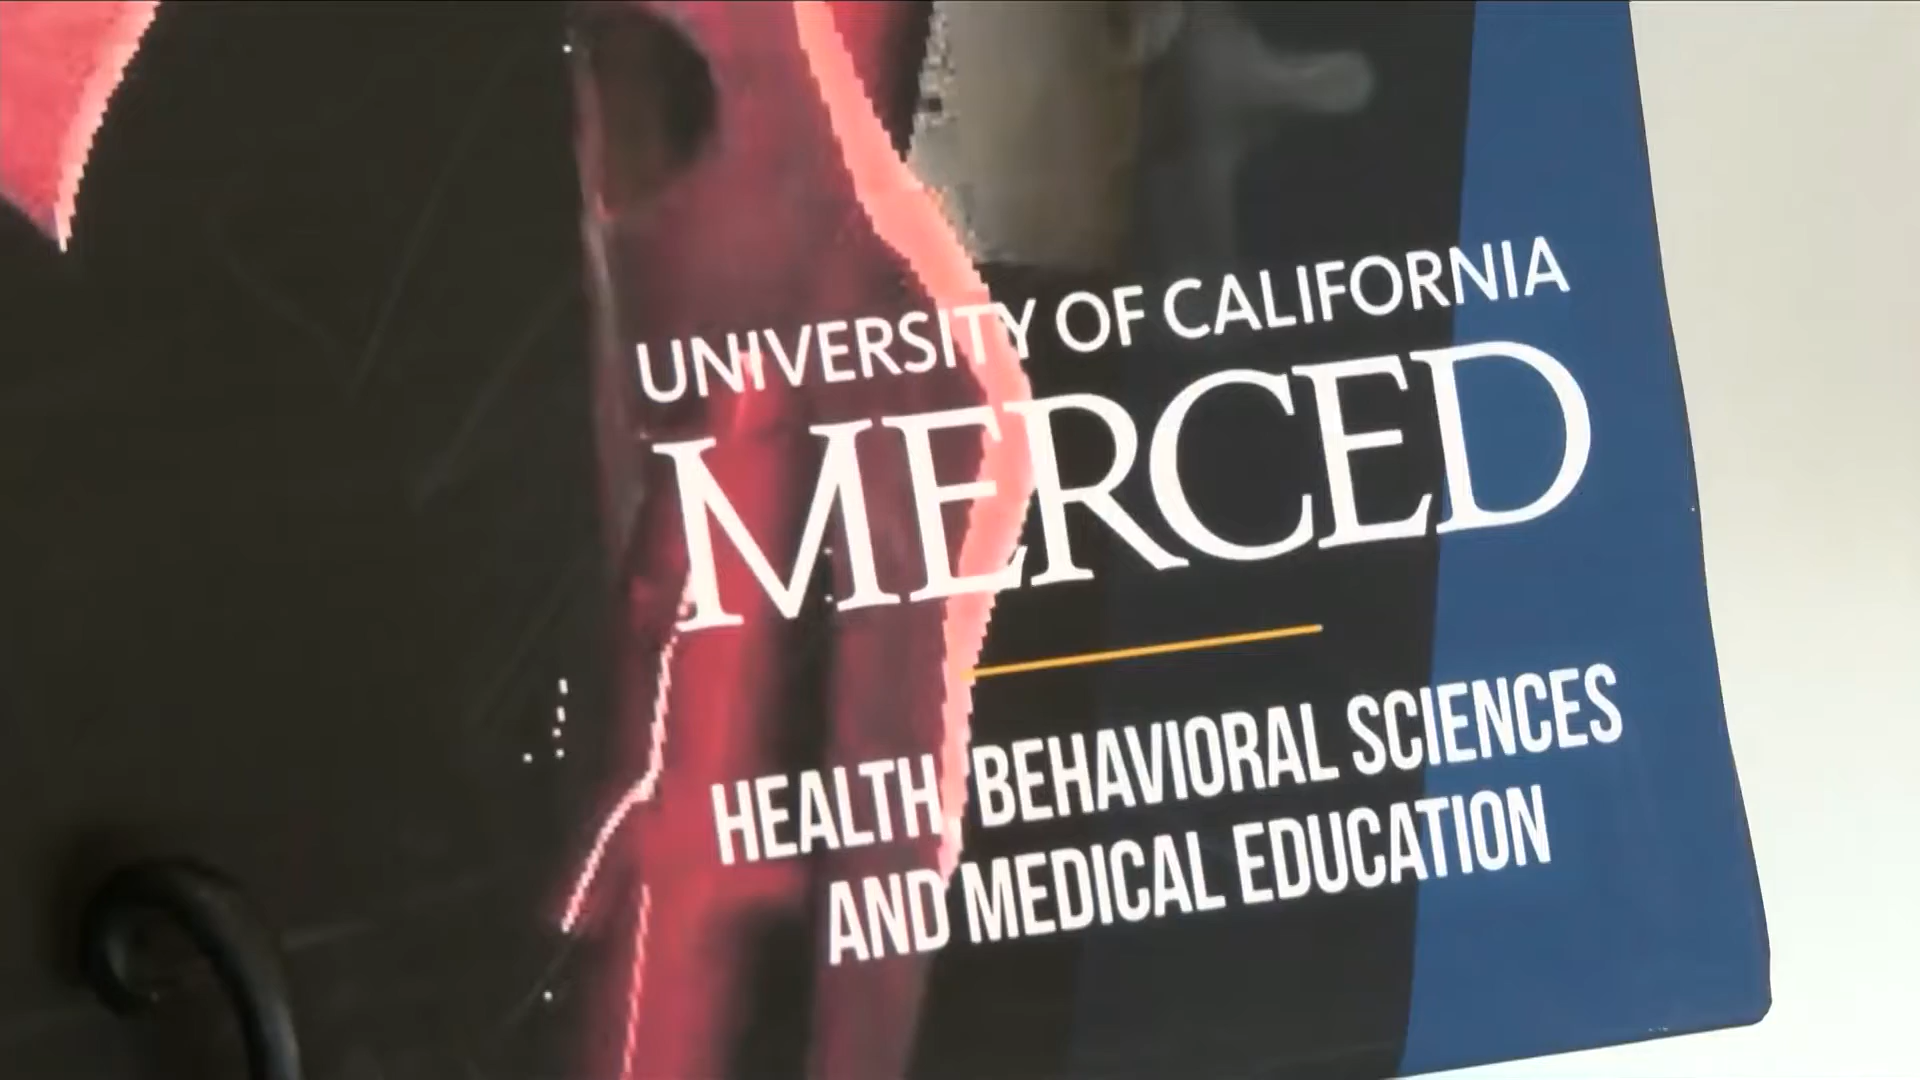 UNIVERSITY OF CALIFORNIA
MERCED
HEALTH, BEHAVIORAL SCIENCES
AND MEDICAL EDUCATION